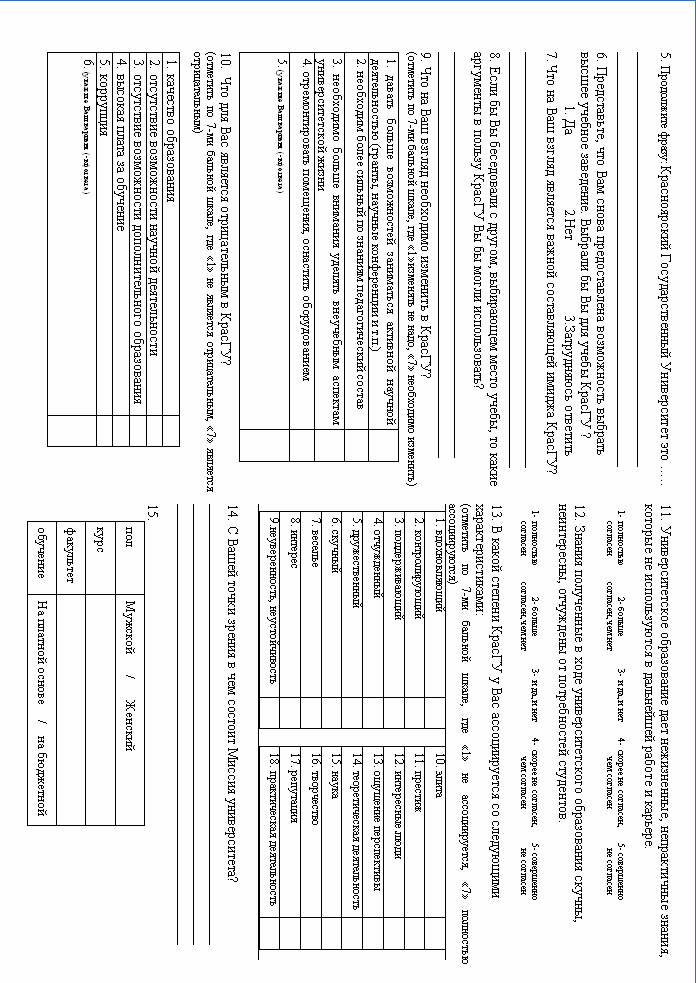 5. Продолжите фразу: Красноярский Государственный Университет это ......
6. Представьте, что Вам снова предоставлена возможность выбрать
высшее учебное заведение. Выбрали бы Вы для учебы КрасГУ ?
1. Да 2.Нет 3.Затрудняюсь ответить
7. Что на Ваш взгляд является важной составляющей имиджа КрасГУ?
8. Если бы Вы беседовали с другом, выбирающем место учебы, то какие
аргументы в пользу КрасГУ Вы бы могли использовать?
9. Что на Ваш взгляд необходимо изменить в КрасГУ?
(отметить по 7-ми бальной шкале, где «1»изменять не надо, «7» необходимо изменить)
1. давать больше возможностей заниматься активной научной
деятельностью (гранты, научные конференции и т.п.)
2. необходим более сильный по знаниям педагогический состав
3. необходимо больше внимания уделять внеучебным аспектам
университетской жизни
4. отремонтировать помещения, оснастить оборудованием
10. Что для Вас является отрицательным в КрасГУ?
(отметить по 7-ми бальной шкале, где «1» не является отрицательным, «7» является
отрицательным)
1. качество образования
2. отсутствие возможности научной деятельности
3. отсутствие возможности дополнительного образования
4. высокая плата за обучение
5. коррупция
11. Университетское образование дает нежизненные, непрактичные знания,
которые не используются в дальнейшей работе и карьере.
1- полностью 2- больше 3- и да, и нет 4- скорее не согласен, 5- совершенно
согласен согласен, чем нет чем согласен не согласен
12. Знания полученные в ходе университетского образования скучны,
неинтересны, отчуждены от потребностей студентов.
1- полностью 2- больше 3- и да, и нет 4- скорее не согласен, 5- совершенно
согласен согласен, чем нет чем согласен не согласен
13. В какой степени КрасГУ у Вас ассоциируется со следующими
характеристиками:
(отметить по 7-ми бальной шкале, где «1» не ассоциируется, «7» полностью
ассоциируются)
1. вдохновляющий 10. элита
2. контролирующий 11. престиж
3. поддерживающий 12. интересные люди
4. отчужденный 13. ощущение перспективы
5. дружественный 14. теоретическая деятельность
6. скучный 15. наука
7. веселье 16. творчество
8. интерес 17. репутация
9. неуверенность, неустойчивость 18. практическая деятельность
14. С Вашей точки зрения в чем состоит Миссия университета?
15.
пол Мужской / Женский
курс
факультет
обучение На платной основе / на бюджетной